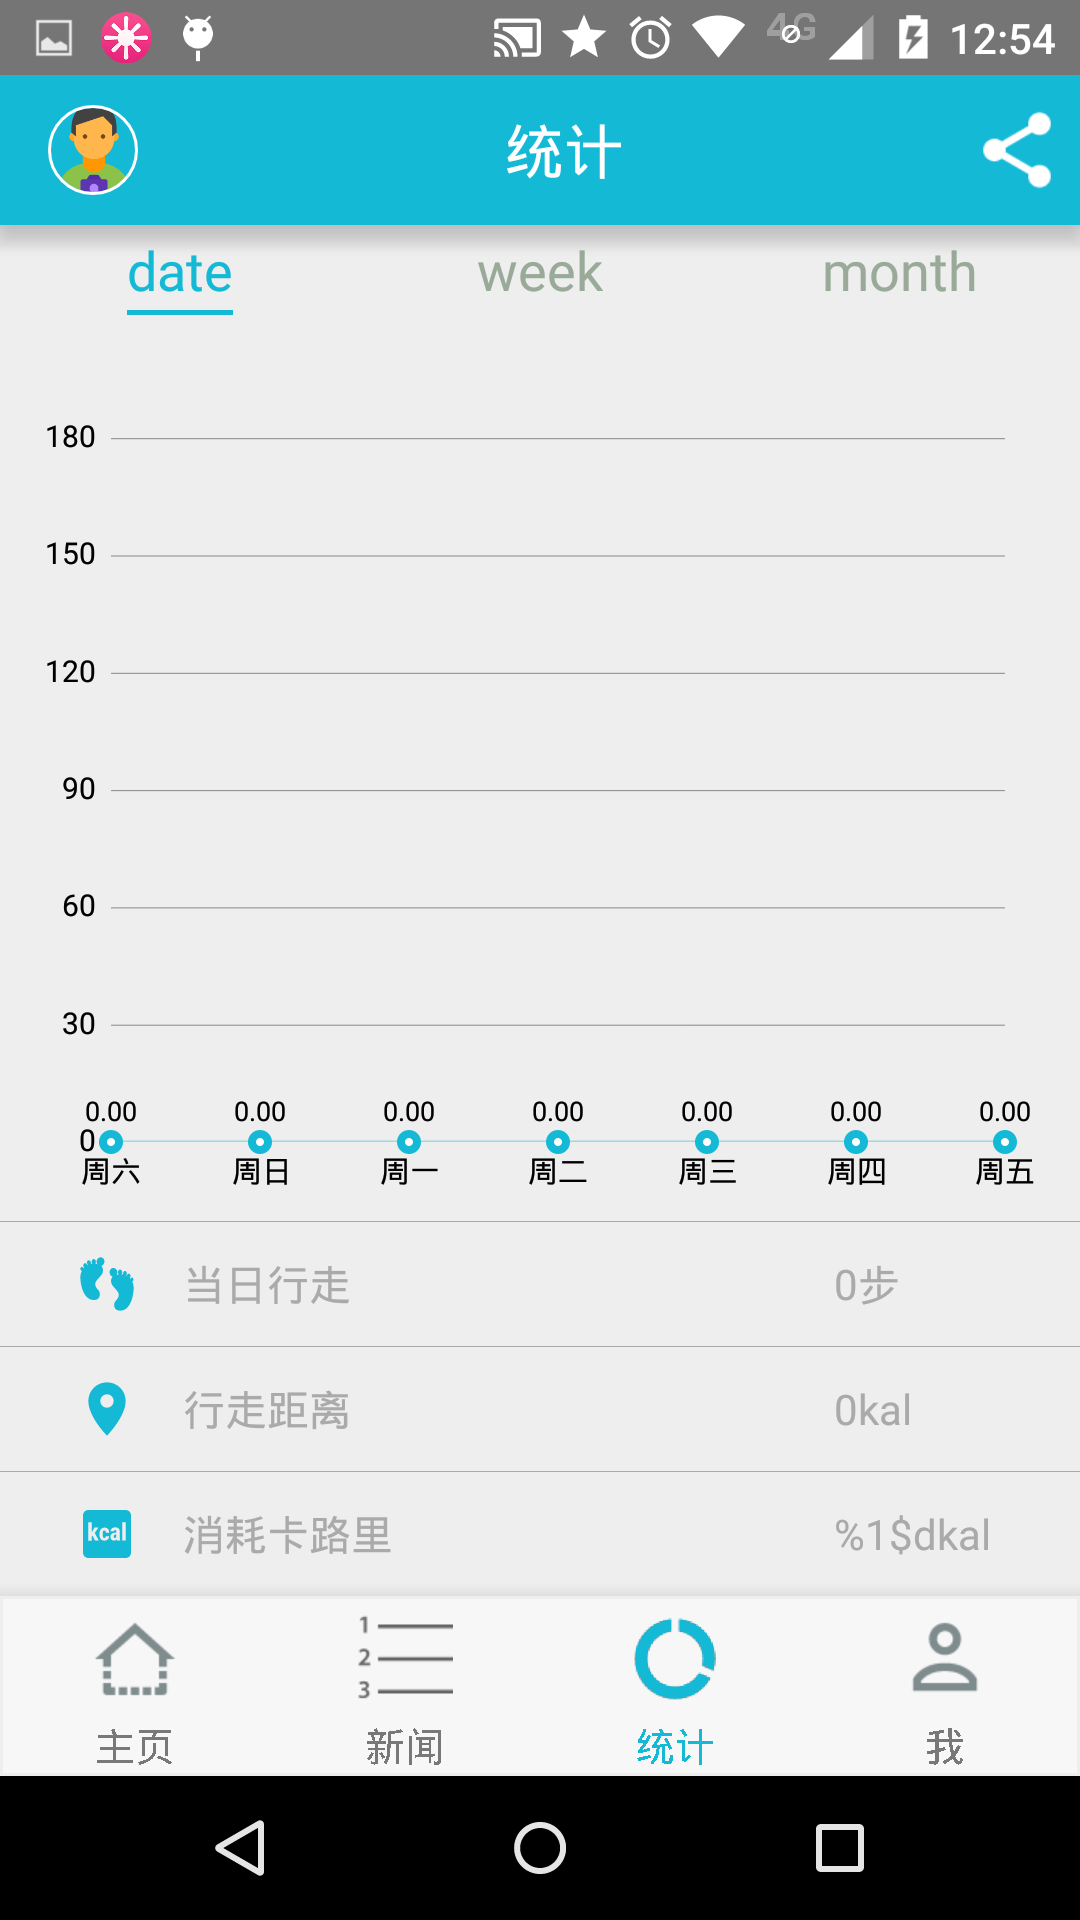 4G 12:54
统计
date week month
180
150
120
90
60
30
0.00 0.00 0.00 0.00 0.00 0.00 0.00
0
周六 周日 周一 周二 周三 周四 周五
当日行走 0步
行走距离 0kal
kcal 消耗卡路里 %1$dkal
1
2
3
主页 新闻 统计 我